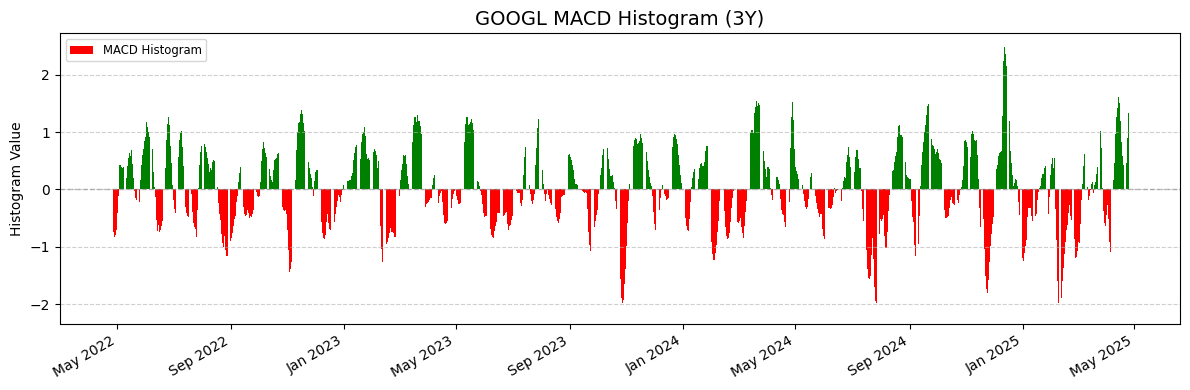 GOOGL MACD Histogram (3Y)
MACD Histogram
Histogram Value
2
1
0
−1
−2
May 2022
Sep 2022
Jan 2023
May 2023
Sep 2023
Jan 2024
May 2024
Sep 2024
Jan 2025
May 2025